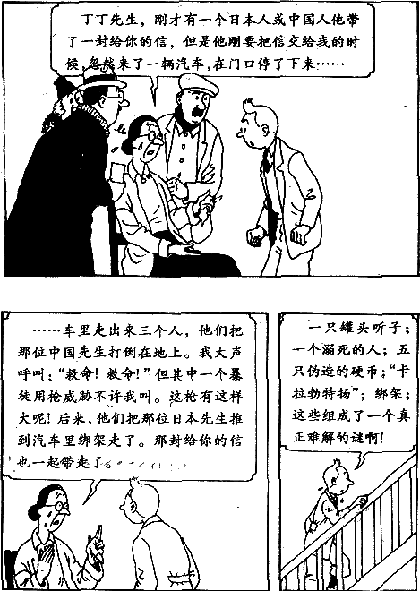 丁丁先生，刚才有一个日本人或中国人他带
了一封给你的信，但是他刚要把信交给我的时
候，忽然来了一辆汽车，在门口停了下来……
……车里走出来三个人，他们把
那位中国先生打倒在地上。我大声
呼叫：“救命！救命！”但其中一个暴
徒用枪威胁不许我叫。这枪有这样
大呢！后来，他们把那位日本先生推
到汽车里绑架走了。那封给你的信
也一起带走了……
一只罐头听子；
一个溺死的人；五
只伪造的硬币；“卡
拉勃特扬”；绑架；
这些组成了一个真
正难解的谜啊！